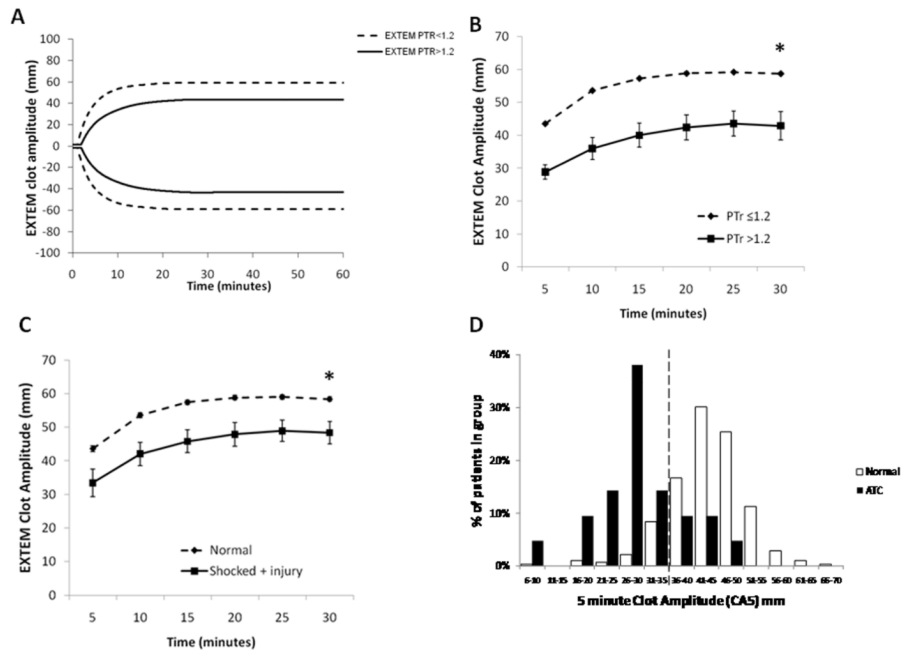 A
EXTEM PTR<1.2
EXTEM PTR>1.2
EXTEM clot amplitude (mm)
100
80
60
40
20
0
-20
-40
-60
-80
-100
0 10 20 30 40 50 60
Time (minutes)
B
EXTEM Clot Amplitude (mm)
70
60
50
40
30
20
10
0
*
PTr ≤1.2
PTr >1.2
5 10 15 20 25 30
Time (minutes)
C
EXTEM Clot Amplitude (mm)
70
60
50
40
30
20
10
0
*
Normal
Shocked + injury
5 10 15 20 25 30
Time (minutes)
D
% of patients in group
40%
30%
20%
10%
0%
Normal
ATC
6-10 11-15 16-20 21-25 26-30 31-35 36-40 41-45 46-50 51-55 56-60 61-65 66-70
5 minute Clot Amplitude (CA5) mm